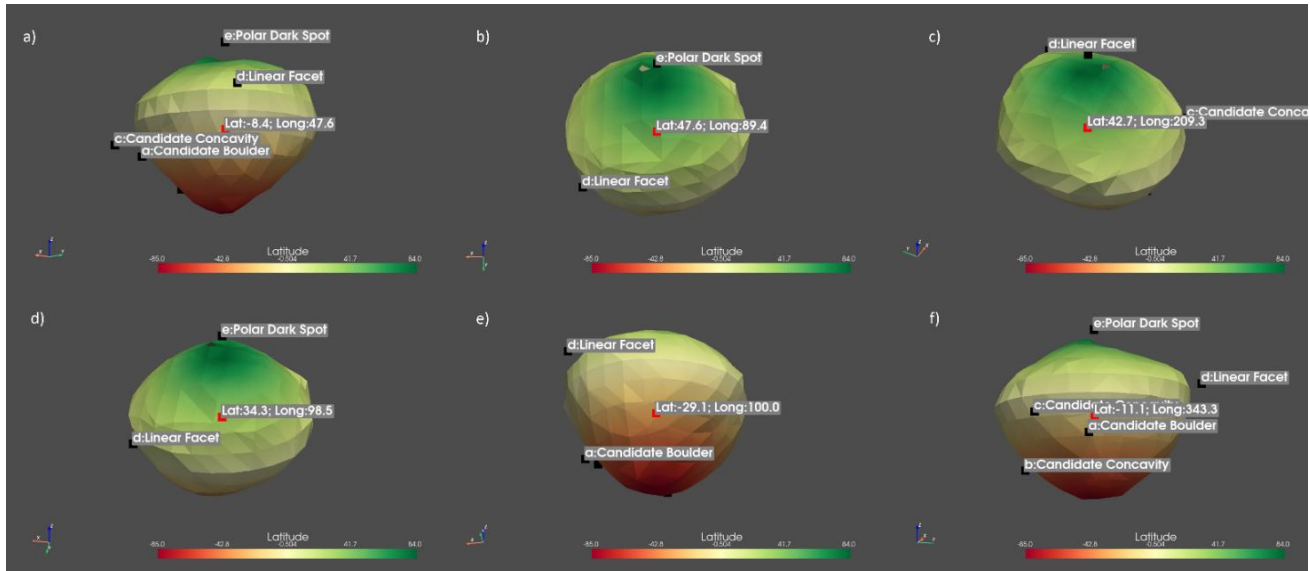 a)
e:Polar Dark Spot
d:Linear Facet
Lat:-8.4; Long:47.6
c:Candidate Concavity
a:Candidate Boulder
Latitude
-85.0 -42.8 -0.504 41.7 84.0
b)
e:Polar Dark Spot
Lat:47.6; Long:89.4
d:Linear Facet
Latitude
-85.0 -42.8 -0.504 41.7 84.0
c)
d:Linear Facet
c:Candidate Conca
Lat:42.7; Long:209.3
Latitude
-85.0 -42.8 -0.504 41.7 84.0
d)
e:Polar Dark Spot
Lat:34.3; Long:98.5
d:Linear Facet
Latitude
-85.0 -42.8 -0.504 41.7 84.0
e)
d:Linear Facet
Lat:-29.1; Long:100.0
a:Candidate Boulder
Latitude
-85.0 -42.8 -0.504 41.7 84.0
f)
e:Polar Dark Spot
d:Linear Facet
c:Candidate Concavity
Lat:-11.1; Long:343.3
a:Candidate Boulder
b:Candidate Concavity
Latitude
-85.0 -42.8 -0.504 41.7 84.0